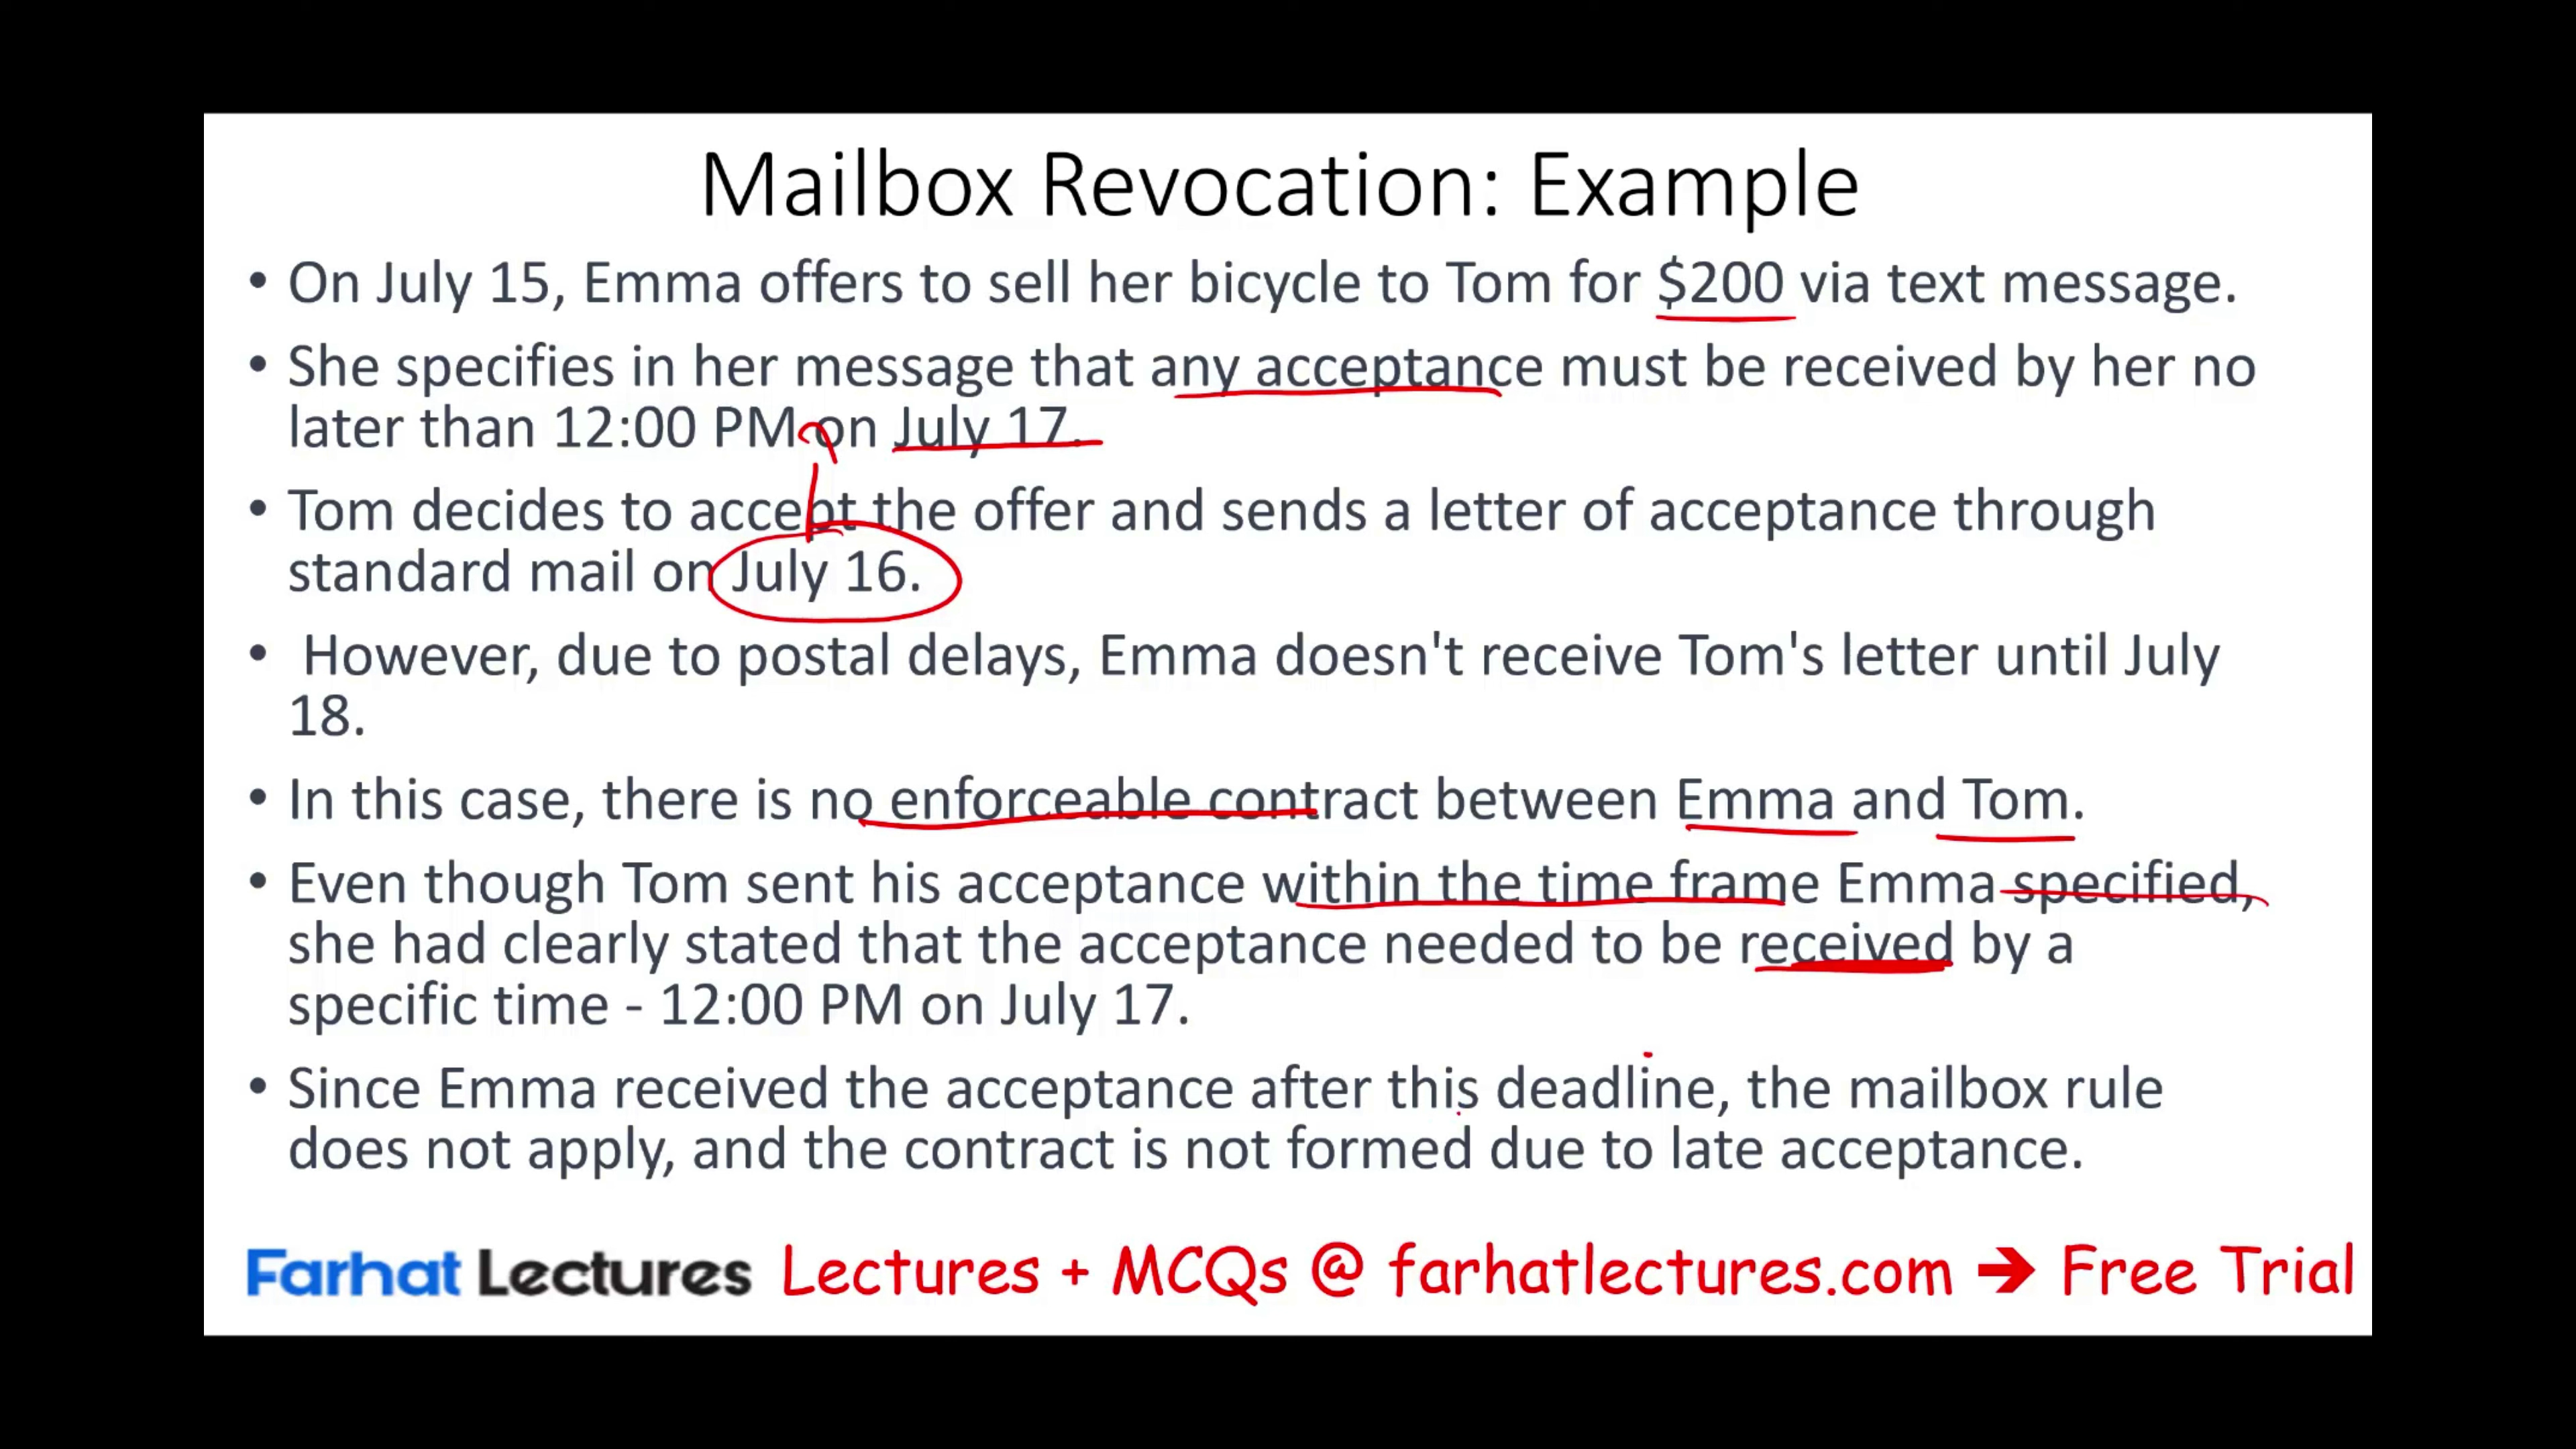 Mailbox Revocation: Example
• On July 15, Emma offers to sell her bicycle to Tom for $200 via text message.
• She specifies in her message that any acceptance must be received by her no
later than 12:00 PM on July 17.
• Tom decides to accept the offer and sends a letter of acceptance through
standard mail on July 16.
• However, due to postal delays, Emma doesn't receive Tom's letter until July
18.
• In this case, there is no enforceable contract between Emma and Tom.
• Even though Tom sent his acceptance within the time frame Emma specified,
she had clearly stated that the acceptance needed to be received by a
specific time - 12:00 PM on July 17.
• Since Emma received the acceptance after this deadline, the mailbox rule
does not apply, and the contract is not formed due to late acceptance.
Farhat Lectures Lectures + MCQs @ farhatlectures.com ➔ Free Trial